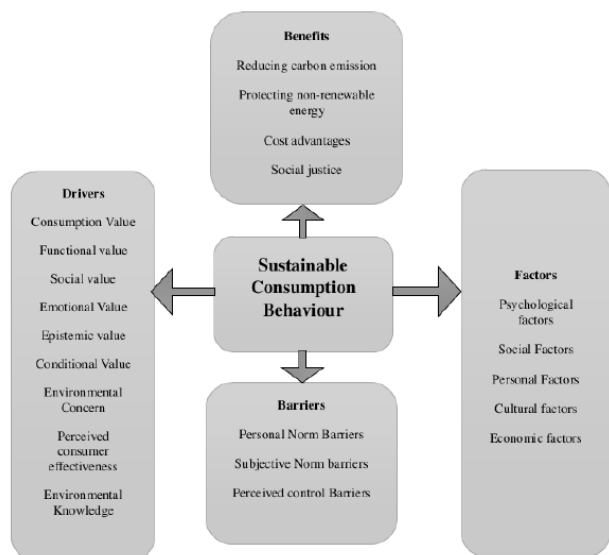 Benefits
Reducing carbon emission
Protecting non-renewable
energy
Cost advantages
Social justice
Drivers
Consumption Value
Functional value
Social value
Emotional Value
Epistemic value
Conditional Value
Environmental
Concern
Perceived
consumer
effectiveness
Environmental
Knowledge
Sustainable
Consumption
Behaviour
Factors
Psychological
factors
Social Factors
Personal Factors
Cultural factors
Economic factors
Barriers
Personal Norm Barriers
Subjective Norm barriers
Perceived control Barriers